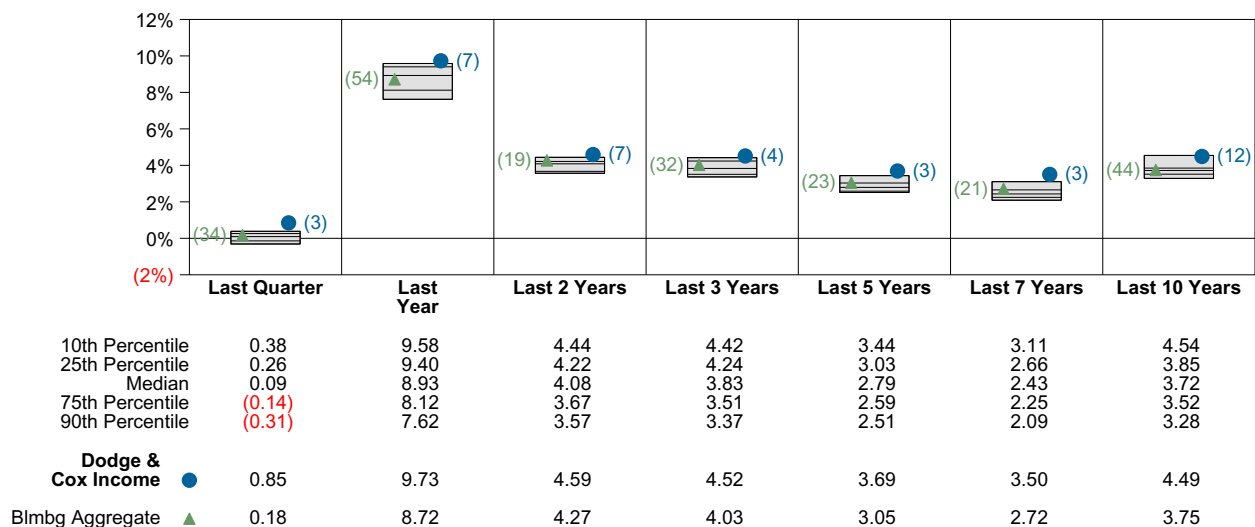 12%
10%
8%
6%
4%
2%
0%
(2%)
(34) (3)
(54) (7)
(19) (7)
(32) (4)
(23) (3)
(21) (3)
(44) (12)
Last Quarter Last Year Last 2 Years Last 3 Years Last 5 Years Last 7 Years Last 10 Years
10th Percentile 0.38 9.58 4.44 4.42 3.44 3.11 4.54
25th Percentile 0.26 9.40 4.22 4.24 3.03 2.66 3.85
Median 0.09 8.93 4.08 3.83 2.79 2.43 3.72
75th Percentile (0.14) 8.12 3.67 3.51 2.59 2.25 3.52
90th Percentile (0.31) 7.62 3.57 3.37 2.51 2.09 3.28
Dodge &
Cox Income 0.85 9.73 4.59 4.52 3.69 3.50 4.49
Blmbg Aggregate 0.18 8.72 4.27 4.03 3.05 2.72 3.75